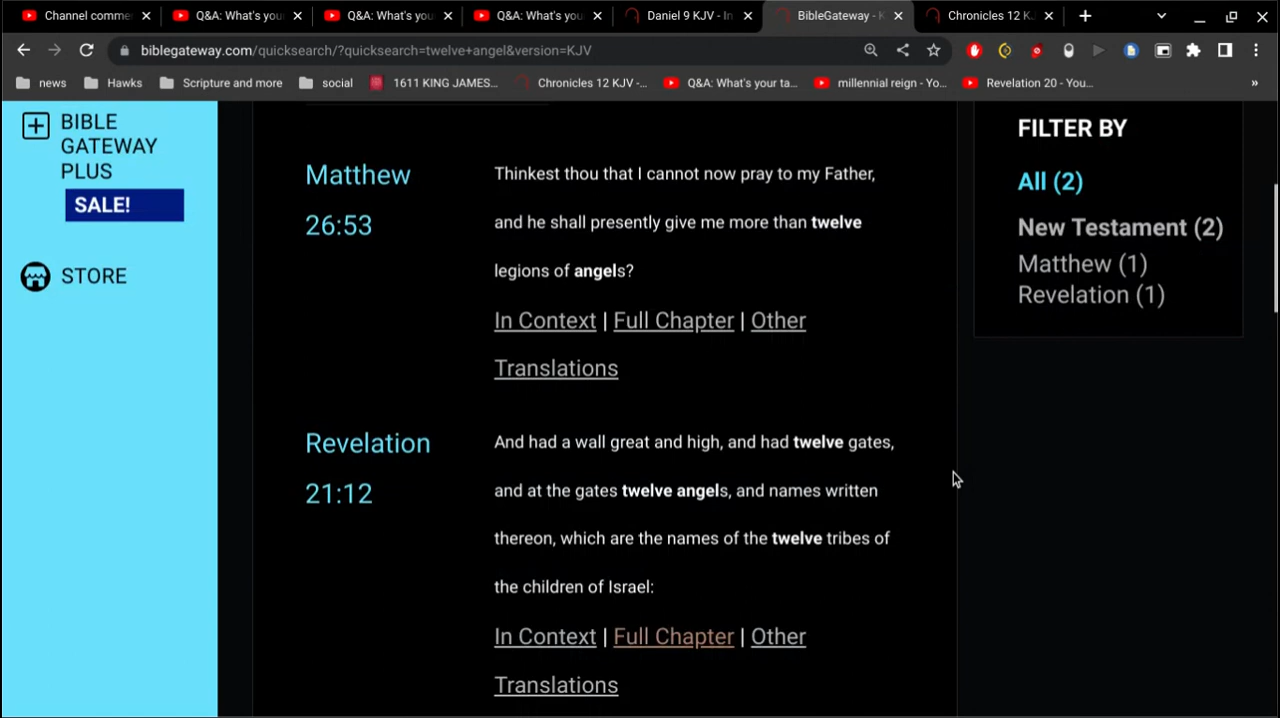 Channel comme
Q&A: What's you
Q&A: What's you
Q&A: What's you
Daniel 9 KJV - In
BibleGateway - K
Chronicles 12 K
biblegateway.com/quicksearch/?quicksearch=twelve+angel&version=KJV
news
Hawks
Scripture and more
social
1611 KING JAMES...
Chronicles 12 KJV -...
Q&A: What's your ta...
millennial reign - Yo...
Revelation 20 - You...
»
BIBLE
GATEWAY
PLUS
SALE!
STORE
Matthew
26:53
Thinkest thou that I cannot now pray to my Father,
and he shall presently give me more than twelve
legions of angels?
In Context | Full Chapter | Other
Translations
Revelation
21:12
And had a wall great and high, and had twelve gates,
and at the gates twelve angels, and names written
thereon, which are the names of the twelve tribes of
the children of Israel:
In Context | Full Chapter | Other
Translations
FILTER BY
All (2)
New Testament (2)
Matthew (1)
Revelation (1)